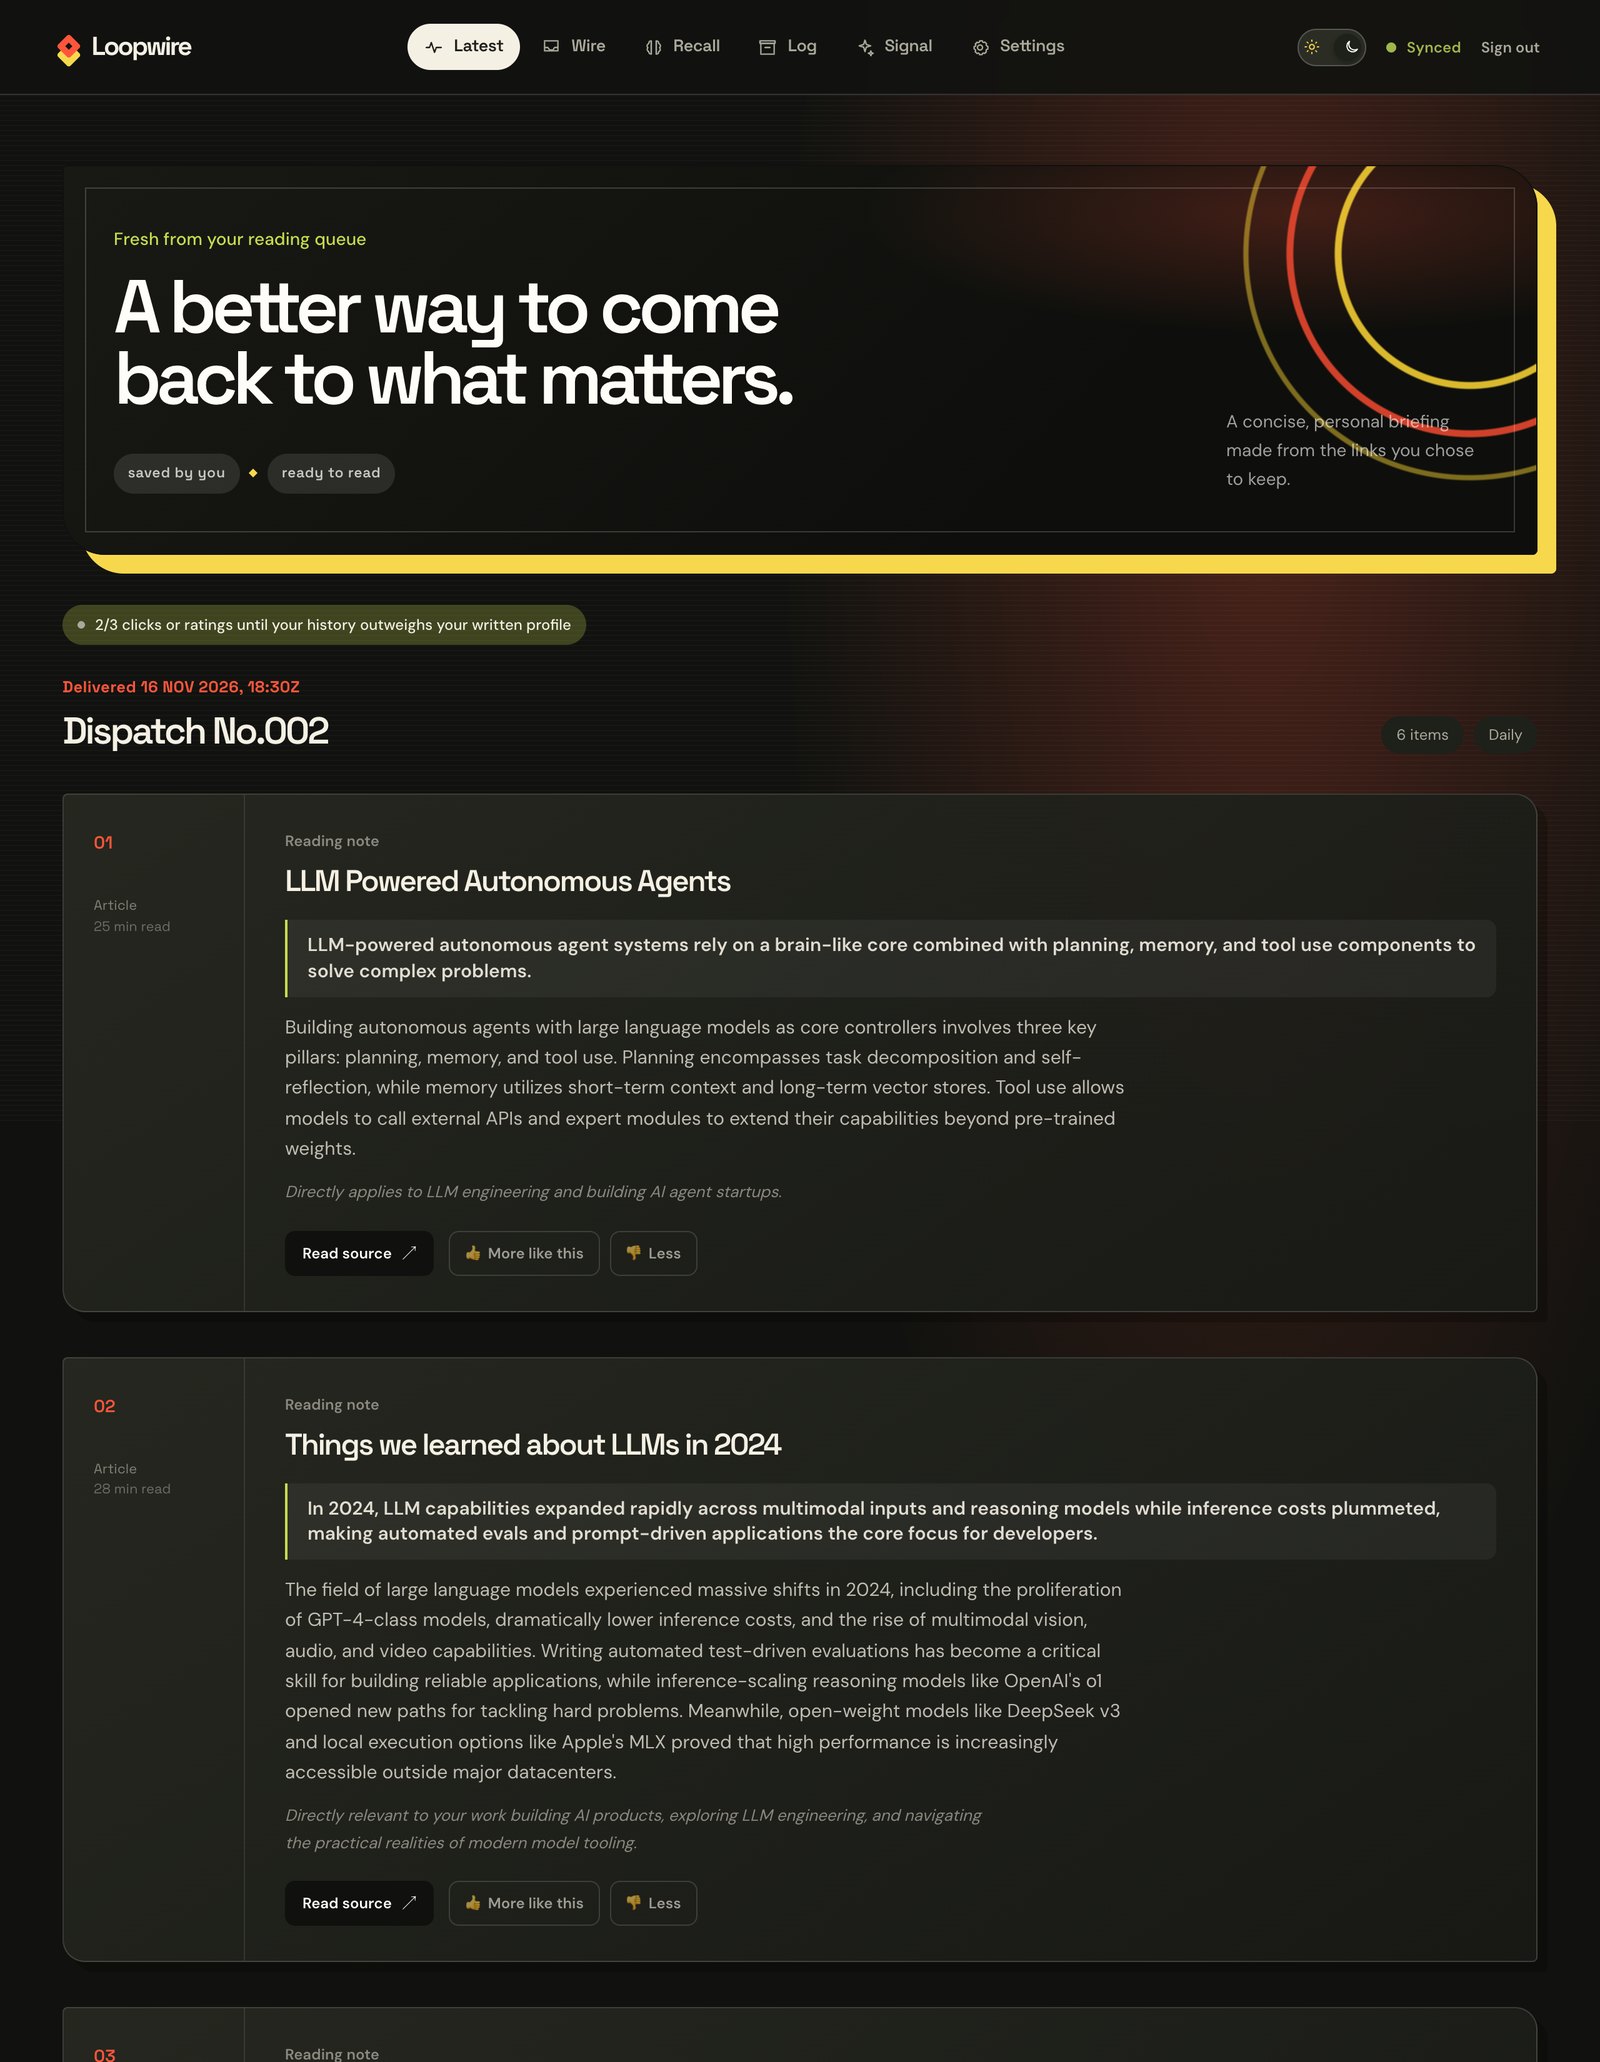 Loopwire
Latest
Wire
Recall
Log
Signal
Settings
Synced
Sign out
Fresh from your reading queue
A better way to come
back to what matters.
saved by you
ready to read
A concise, personal briefing
made from the links you chose
to keep.
2/3 clicks or ratings until your history outweighs your written profile
Delivered 16 NOV 2026, 18:30Z
Dispatch No.002
6 items
Daily
01
Article
25 min read
Reading note
LLM Powered Autonomous Agents
LLM-powered autonomous agent systems rely on a brain-like core combined with planning, memory, and tool use components to
solve complex problems.
Building autonomous agents with large language models as core controllers involves three key
pillars: planning, memory, and tool use. Planning encompasses task decomposition and self-
reflection, while memory utilizes short-term context and long-term vector stores. Tool use allows
models to call external APIs and expert modules to extend their capabilities beyond pre-trained
weights.
Directly applies to LLM engineering and building AI agent startups.
Read source
👍 More like this
👎 Less
02
Article
28 min read
Reading note
Things we learned about LLMs in 2024
In 2024, LLM capabilities expanded rapidly across multimodal inputs and reasoning models while inference costs plummeted,
making automated evals and prompt-driven applications the core focus for developers.
The field of large language models experienced massive shifts in 2024, including the proliferation
of GPT-4-class models, dramatically lower inference costs, and the rise of multimodal vision,
audio, and video capabilities. Writing automated test-driven evaluations has become a critical
skill for building reliable applications, while inference-scaling reasoning models like OpenAI's o1
opened new paths for tackling hard problems. Meanwhile, open-weight models like DeepSeek v3
and local execution options like Apple's MLX proved that high performance is increasingly
accessible outside major datacenters.
Directly relevant to your work building AI products, exploring LLM engineering, and navigating
the practical realities of modern model tooling.
Read source
👍 More like this
👎 Less
03
Reading note